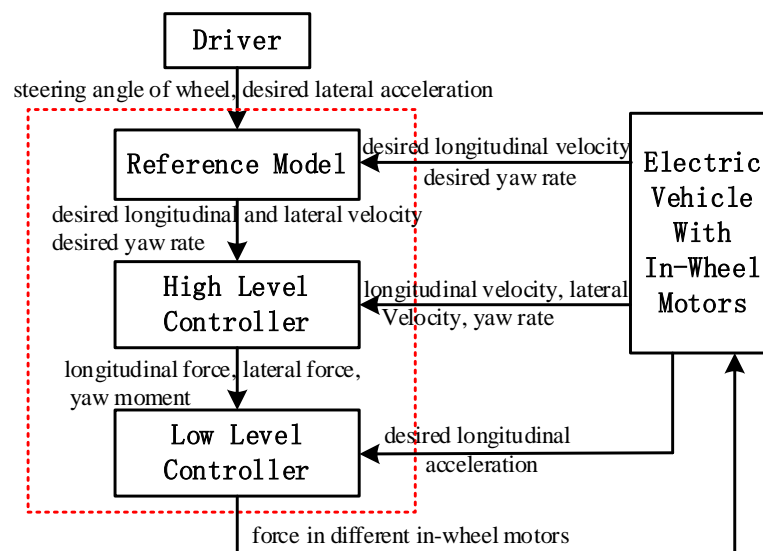 Driver
steering angle of wheel, desired lateral acceleration
Reference Model
desired longitudinal velocity
desired yaw rate
Electric
Vehicle
With
In-Wheel
Motors
desired longitudinal and lateral velocity
desired yaw rate
High Level
Controller
longitudinal velocity, lateral
Velocity, yaw rate
longitudinal force, lateral force,
yaw moment
Low Level
Controller
desired longitudinal
acceleration
force in different in-wheel motors